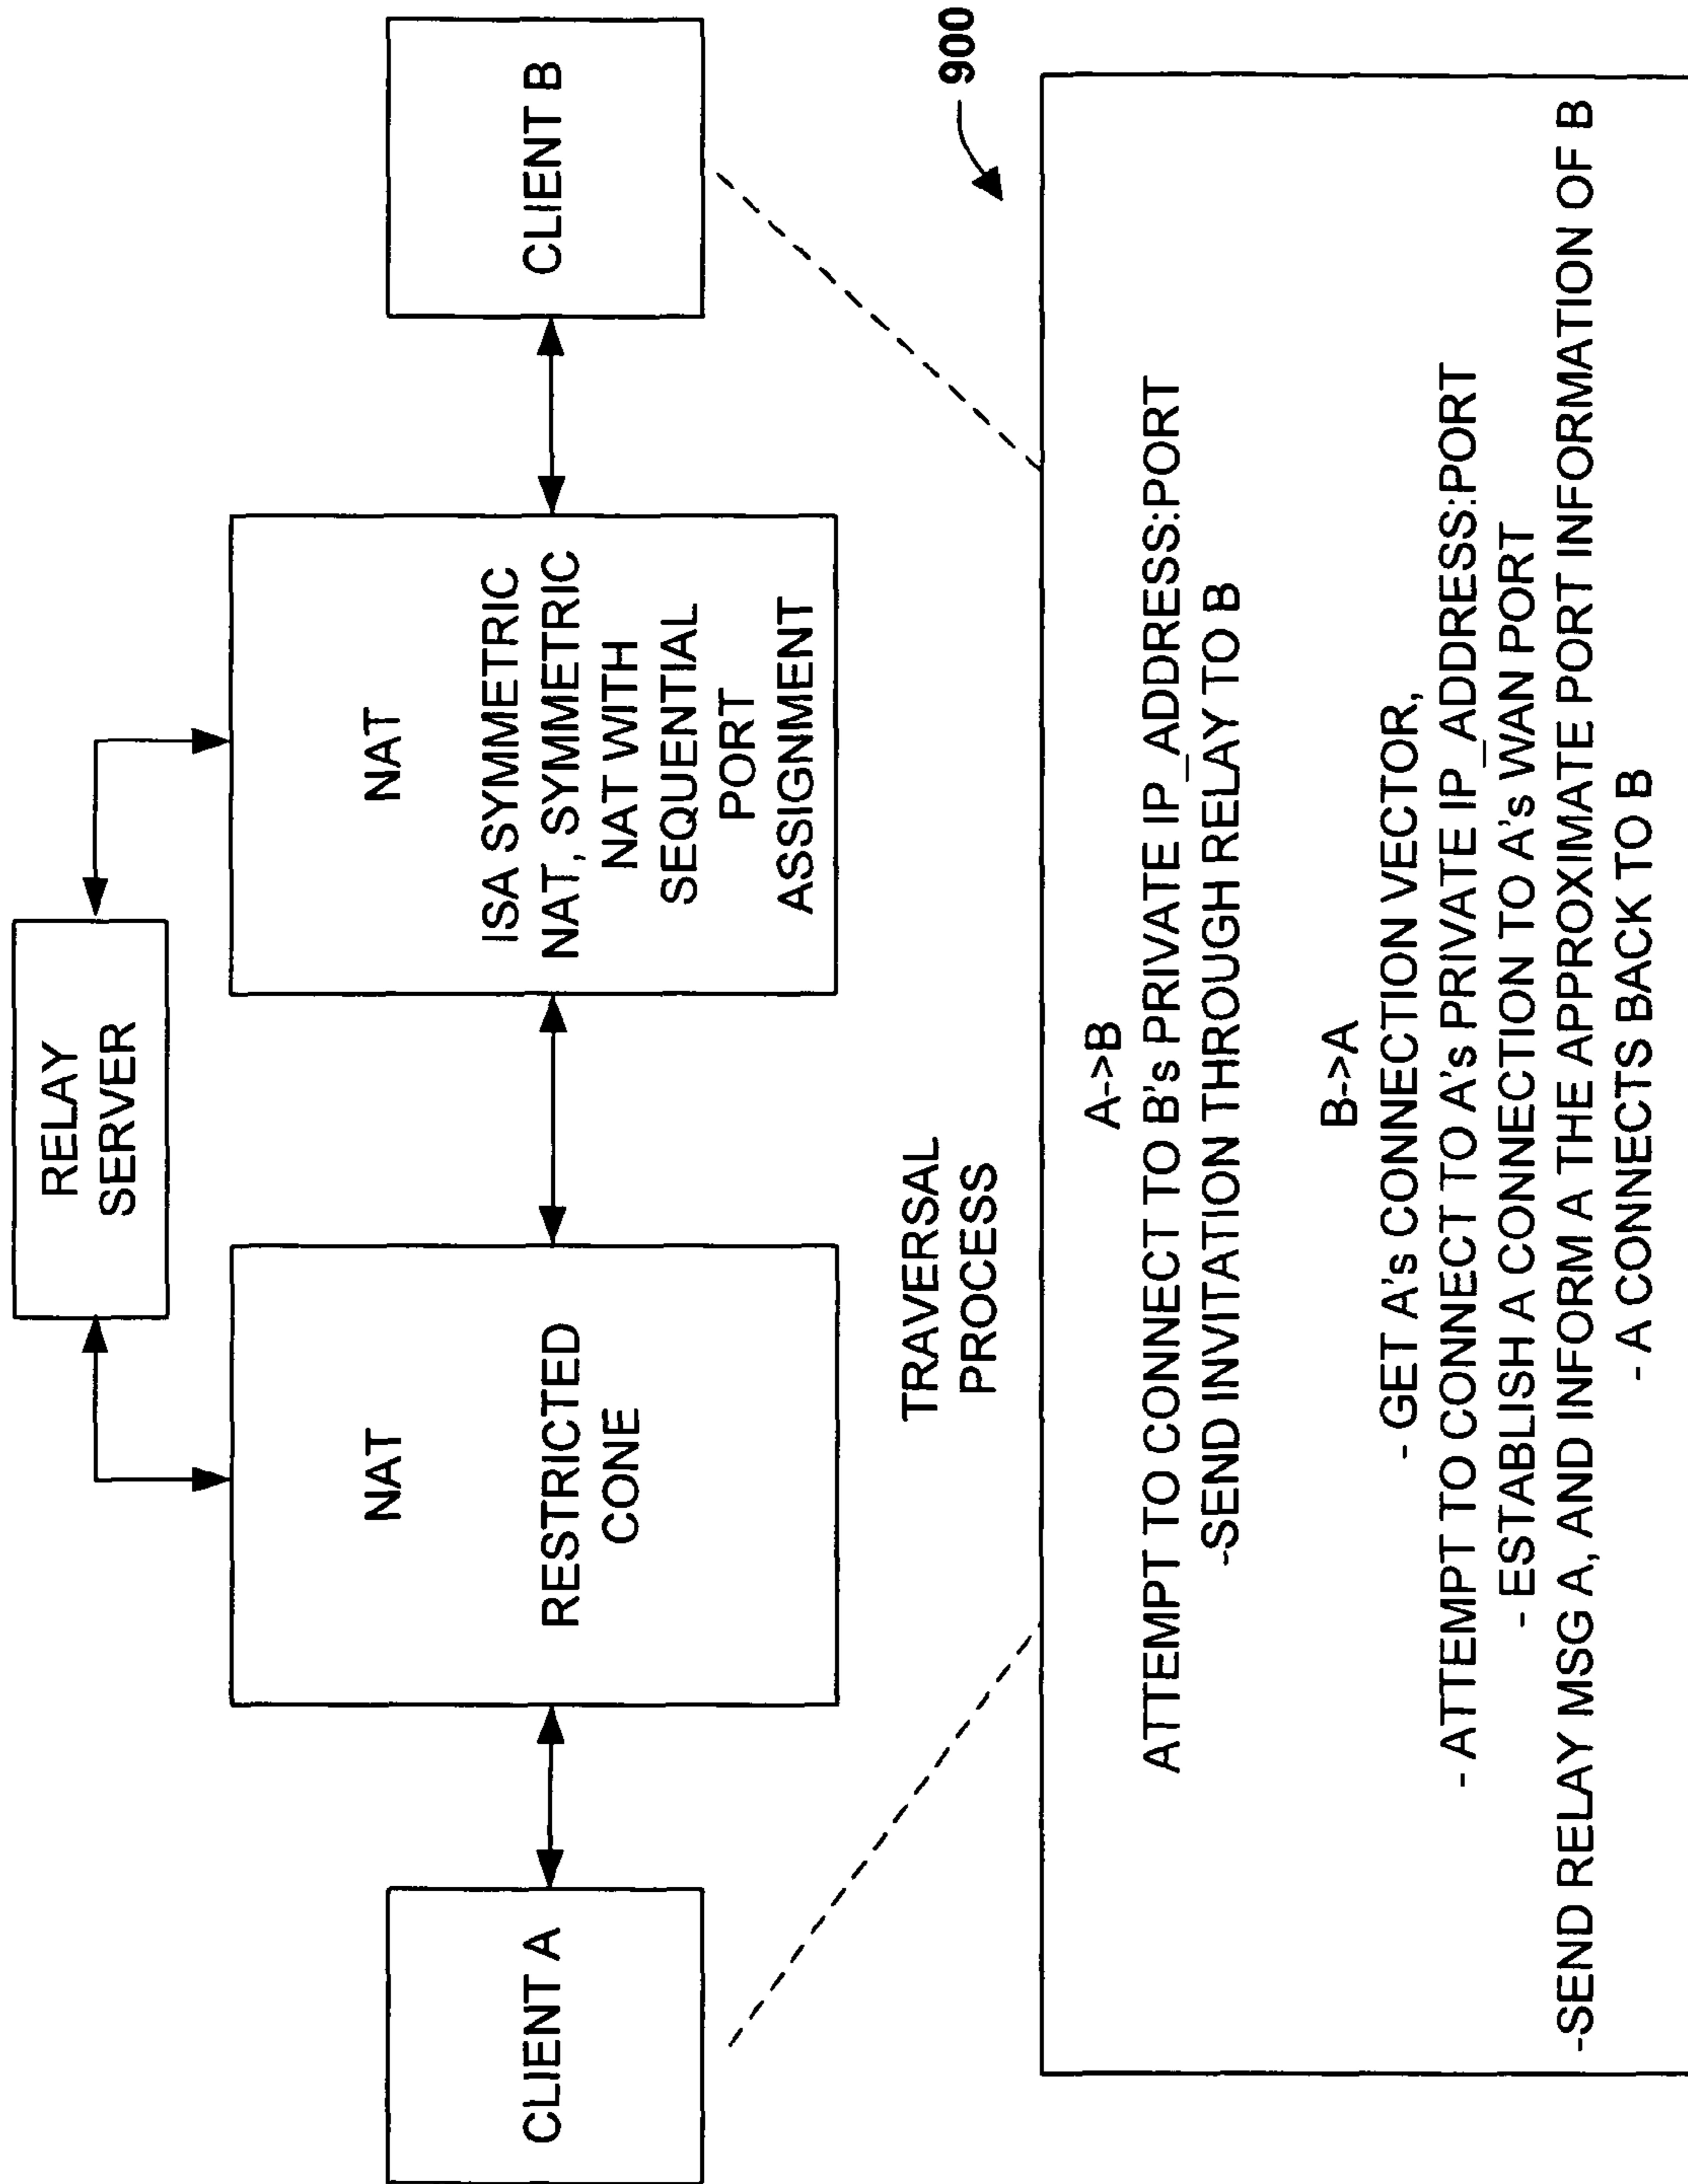 RELAY
SERVER
CLIENT A
NAT
RESTRICTED
CONE
NAT
ISA SYMMETRIC
NAT, SYMMETRIC
NAT WITH
SEQUENTIAL
PORT
ASSIGNMENT
CLIENT B
TRAVERSAL
PROCESS
900
A->B
ATTEMPT TO CONNECT TO B's PRIVATE IP_ADDRESS:PORT
-SEND INVITATION THROUGH RELAY TO B
B->A
- GET A's CONNECTION VECTOR,
- ATTEMPT TO CONNECT TO A's PRIVATE IP_ADDRESS:PORT
- ESTABLISH A CONNECTION TO A's WAN PORT
-SEND RELAY MSG A, AND INFORM A THE APPROXIMATE PORT INFORMATION OF B
- A CONNECTS BACK TO B